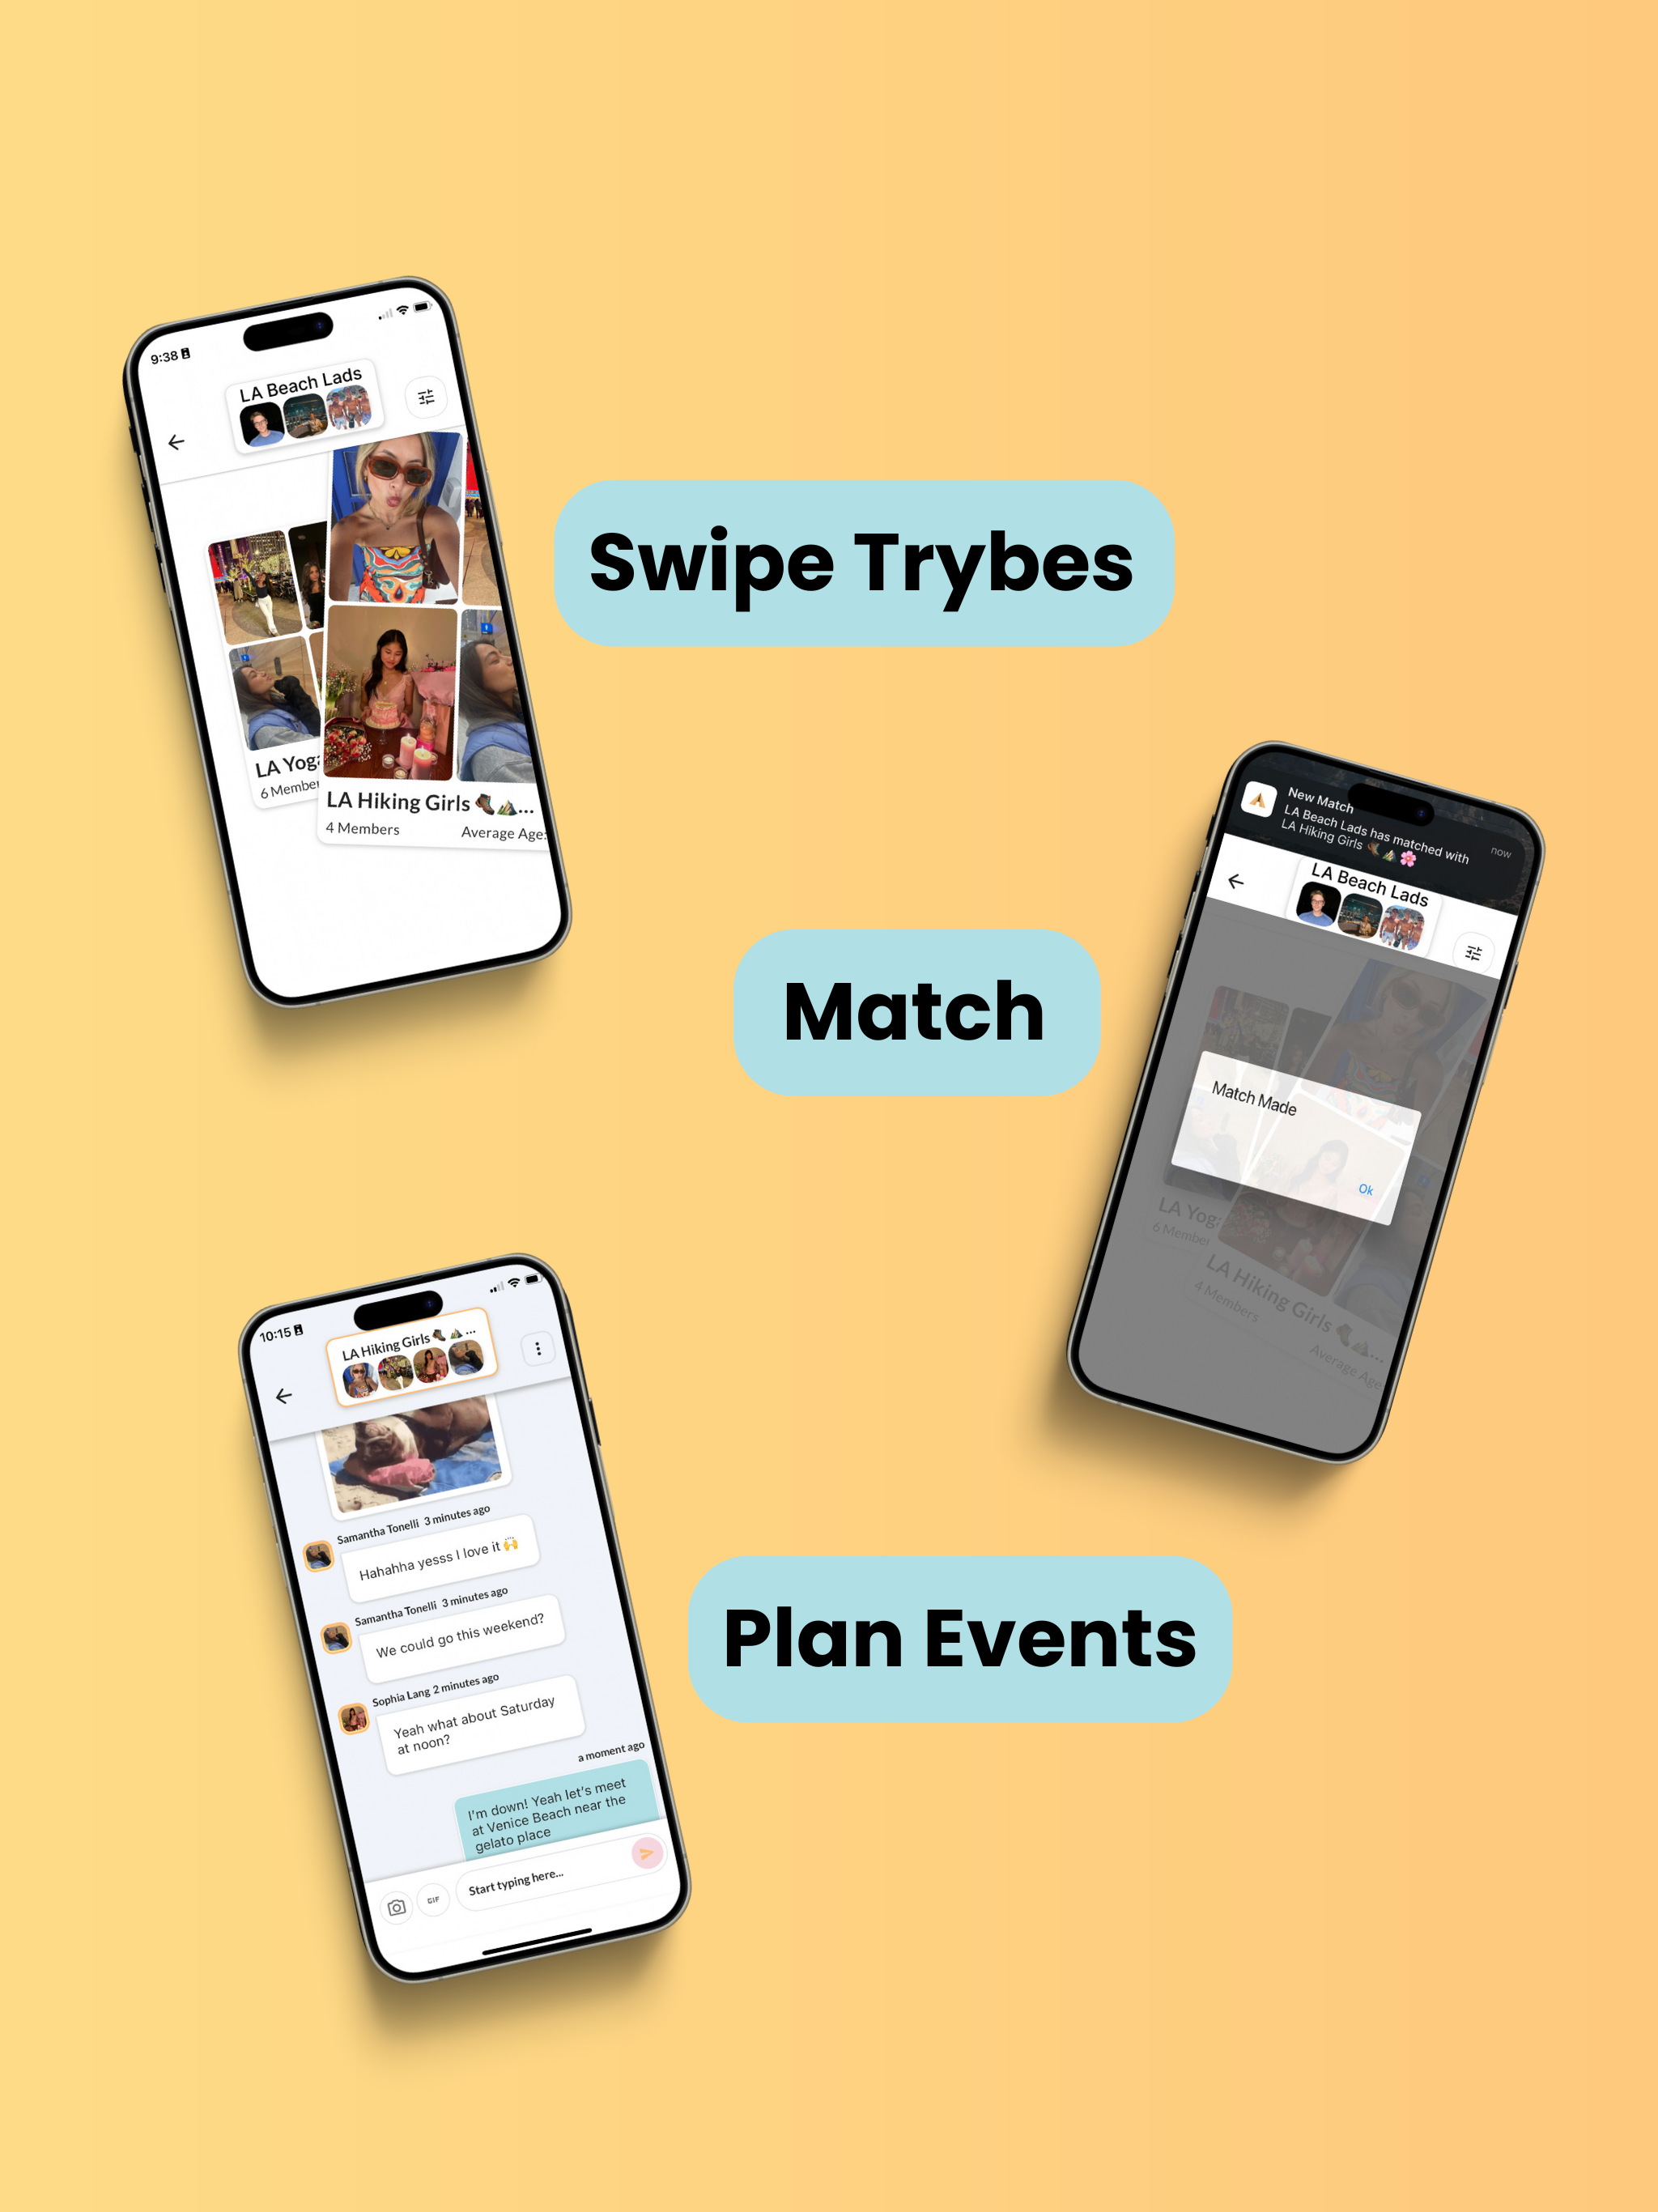 9:38
LA Beach Lads
LA Yoga
6 Members
LA Hiking Girls 🥾⛰️...
4 Members
Average Age:
Swipe Trybes
New Match
now
LA Beach Lads has matched with
LA Hiking Girls 🥾⛰️🌸
LA Beach Lads
Match
Match Made
Ok
LA Yoga
6 Member
LA Hiking Girls 🥾⛰️...
4 Members
Average Age
10:15
LA Hiking Girls 🥾⛰️ ...
Samantha Tonelli 3 minutes ago
Hahahha yesss I love it 🙌
Samantha Tonelli 3 minutes ago
We could go this weekend?
Sophia Lang 2 minutes ago
Yeah what about Saturday
at noon?
a moment ago
I'm down! Yeah let's meet
at Venice Beach near the
gelato place
GIF
Start typing here...
Plan Events